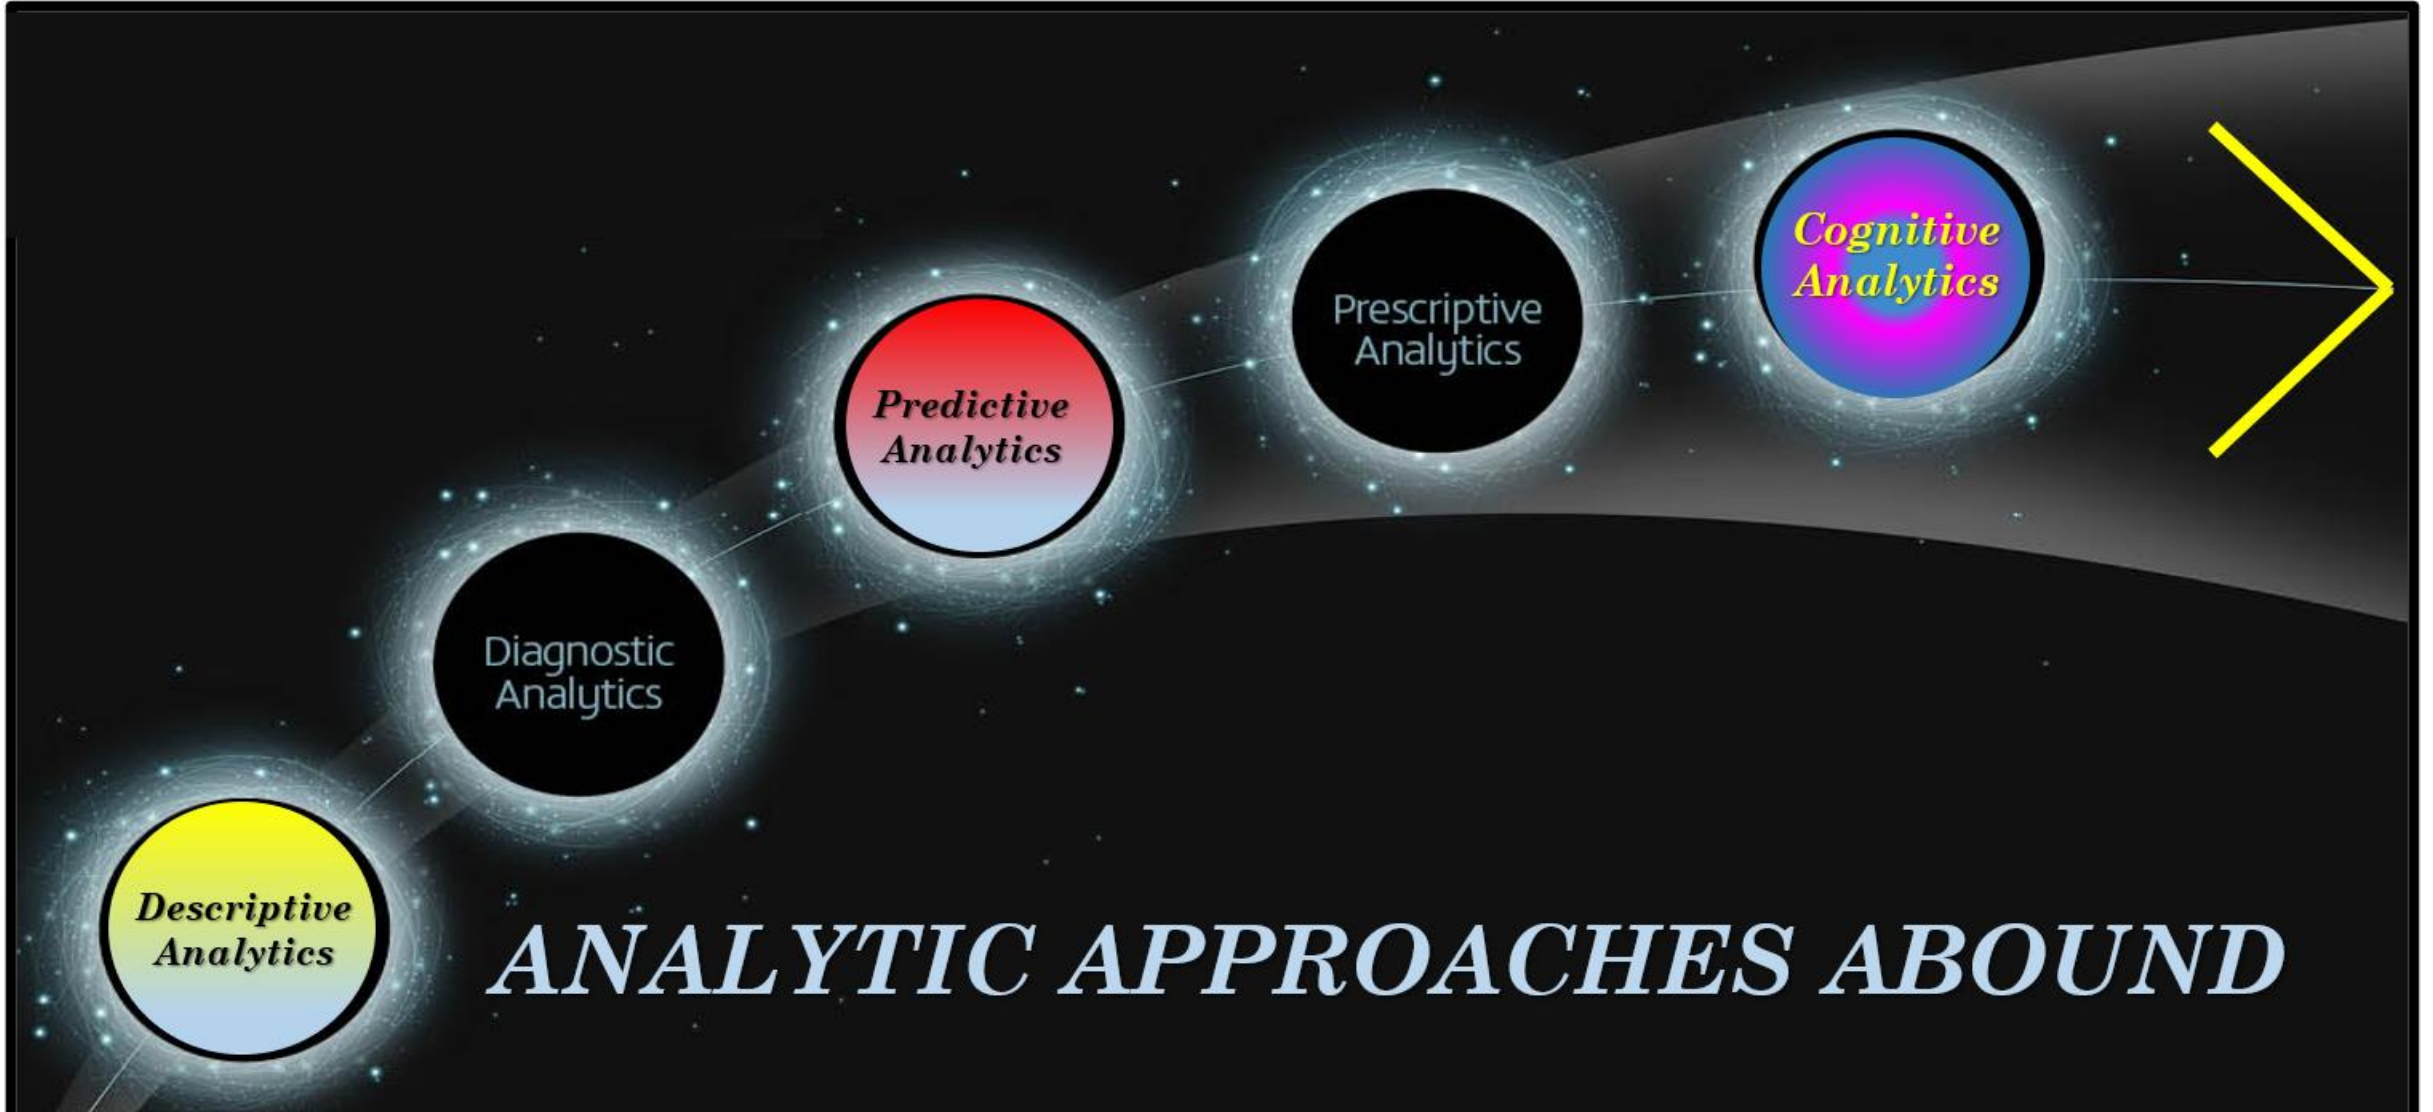 Cognitive
Analytics
Prescriptive
Analytics
Predictive
Analytics
Diagnostic
Analytics
Descriptive
Analytics
ANALYTIC APPROACHES ABOUND